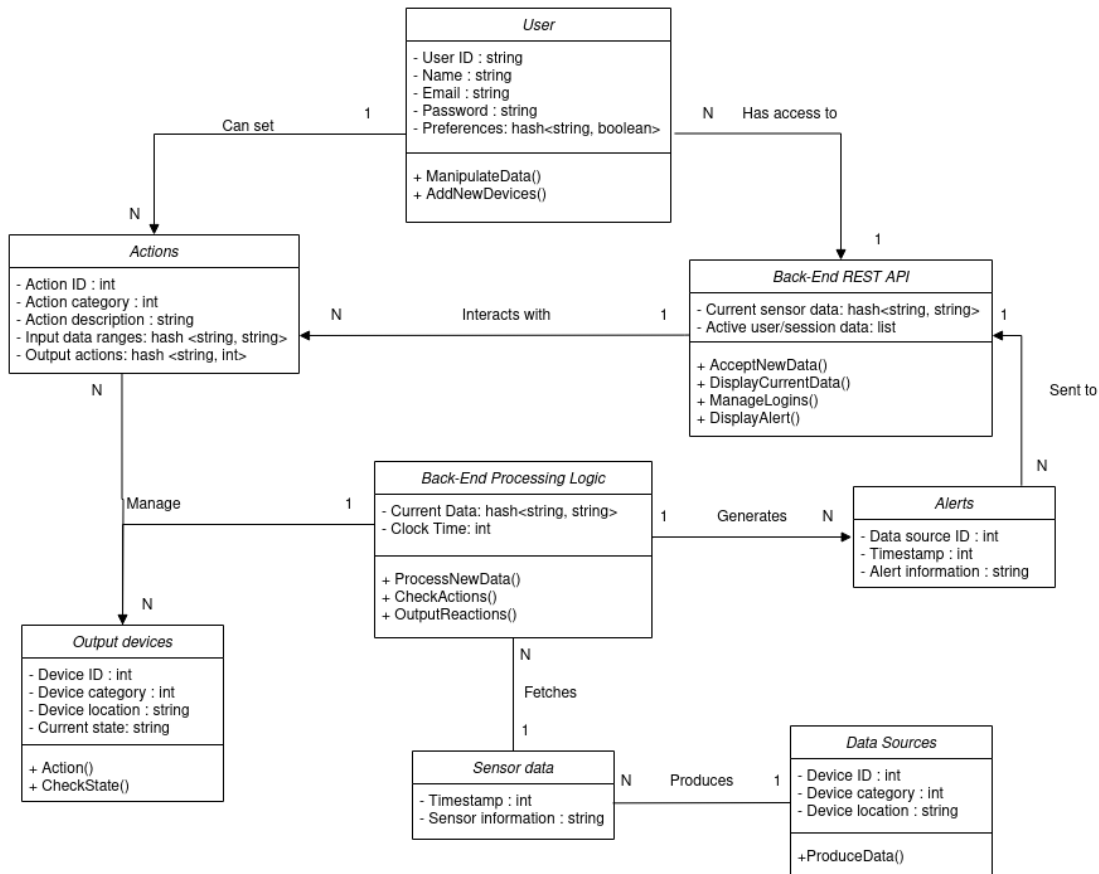 User
- User ID : string
- Name : string
- Email : string
- Password : string
- Preferences: hash<string, boolean>
+ ManipulateData()
+ AddNewDevices()
1
Can set
N
N
Has access to
1
Actions
- Action ID : int
- Action category : int
- Action description : string
- Input data ranges: hash <string, string>
- Output actions: hash <string, int>
N
Interacts with
1
Back-End REST API
- Current sensor data: hash<string, string>
- Active user/session data: list
+ AcceptNewData()
+ DisplayCurrentData()
+ ManageLogins()
+ DisplayAlert()
1
Sent to
N
N
Manage
1
N
Back-End Processing Logic
- Current Data: hash<string, string>
- Clock Time: int
+ ProcessNewData()
+ CheckActions()
+ OutputReactions()
1
Generates
N
Alerts
- Data source ID : int
- Timestamp : int
- Alert information : string
Output devices
- Device ID : int
- Device category : int
- Device location : string
- Current state: string
+ Action()
+ CheckState()
N
Fetches
1
Sensor data
- Timestamp : int
- Sensor information : string
N
Produces
1
Data Sources
- Device ID : int
- Device category : int
- Device location : string
+ProduceData()